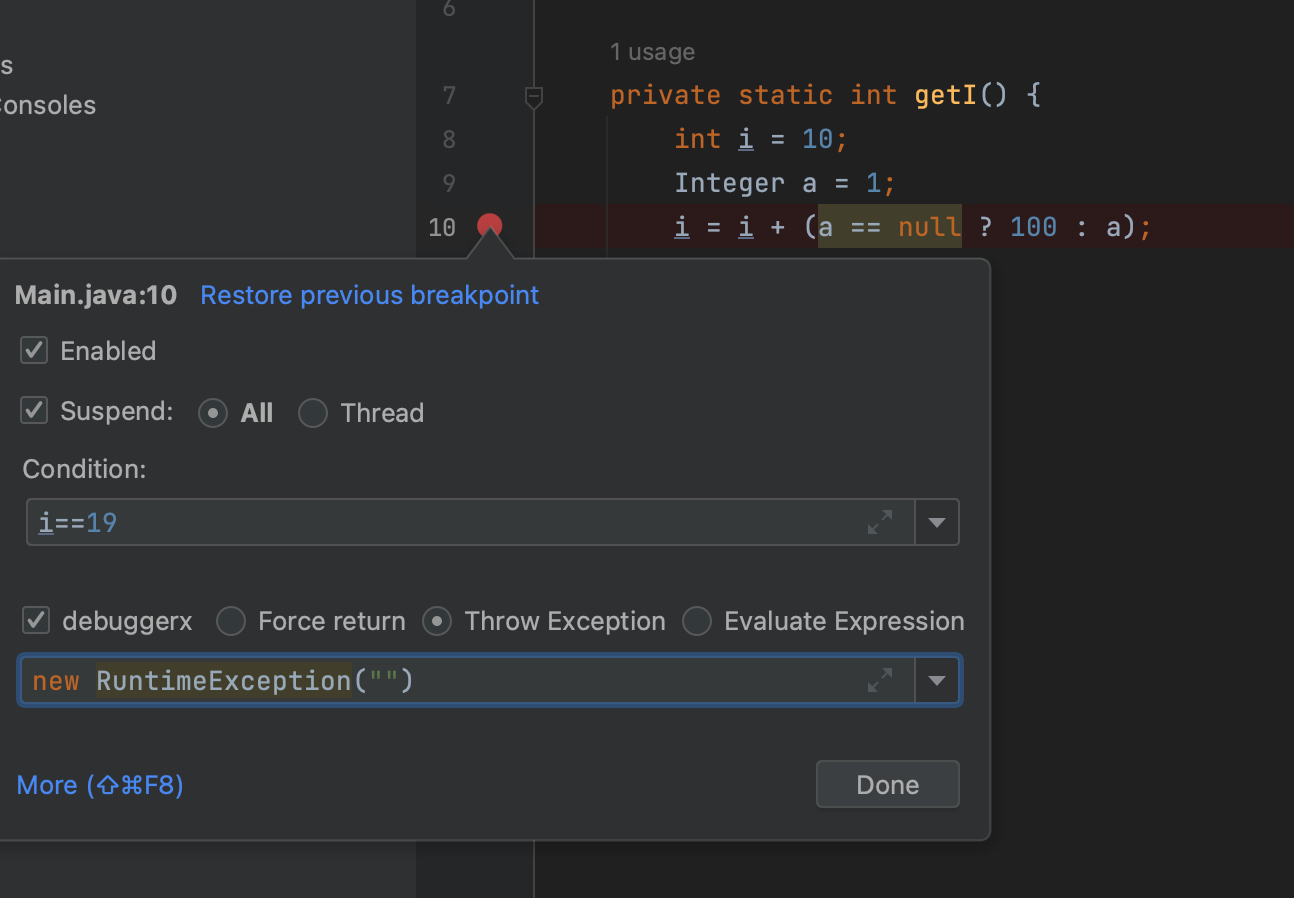 6
s
1 usage
onsoles
7 private static int getI() {
8 int i = 10;
9 Integer a = 1;
10 i = i + (a == null ? 100 : a);
Main.java:10 Restore previous breakpoint
Enabled
Suspend: All Thread
Condition:
i==19
debuggerx Force return Throw Exception Evaluate Expression
new RuntimeException("")
More (⇧⌘F8) Done